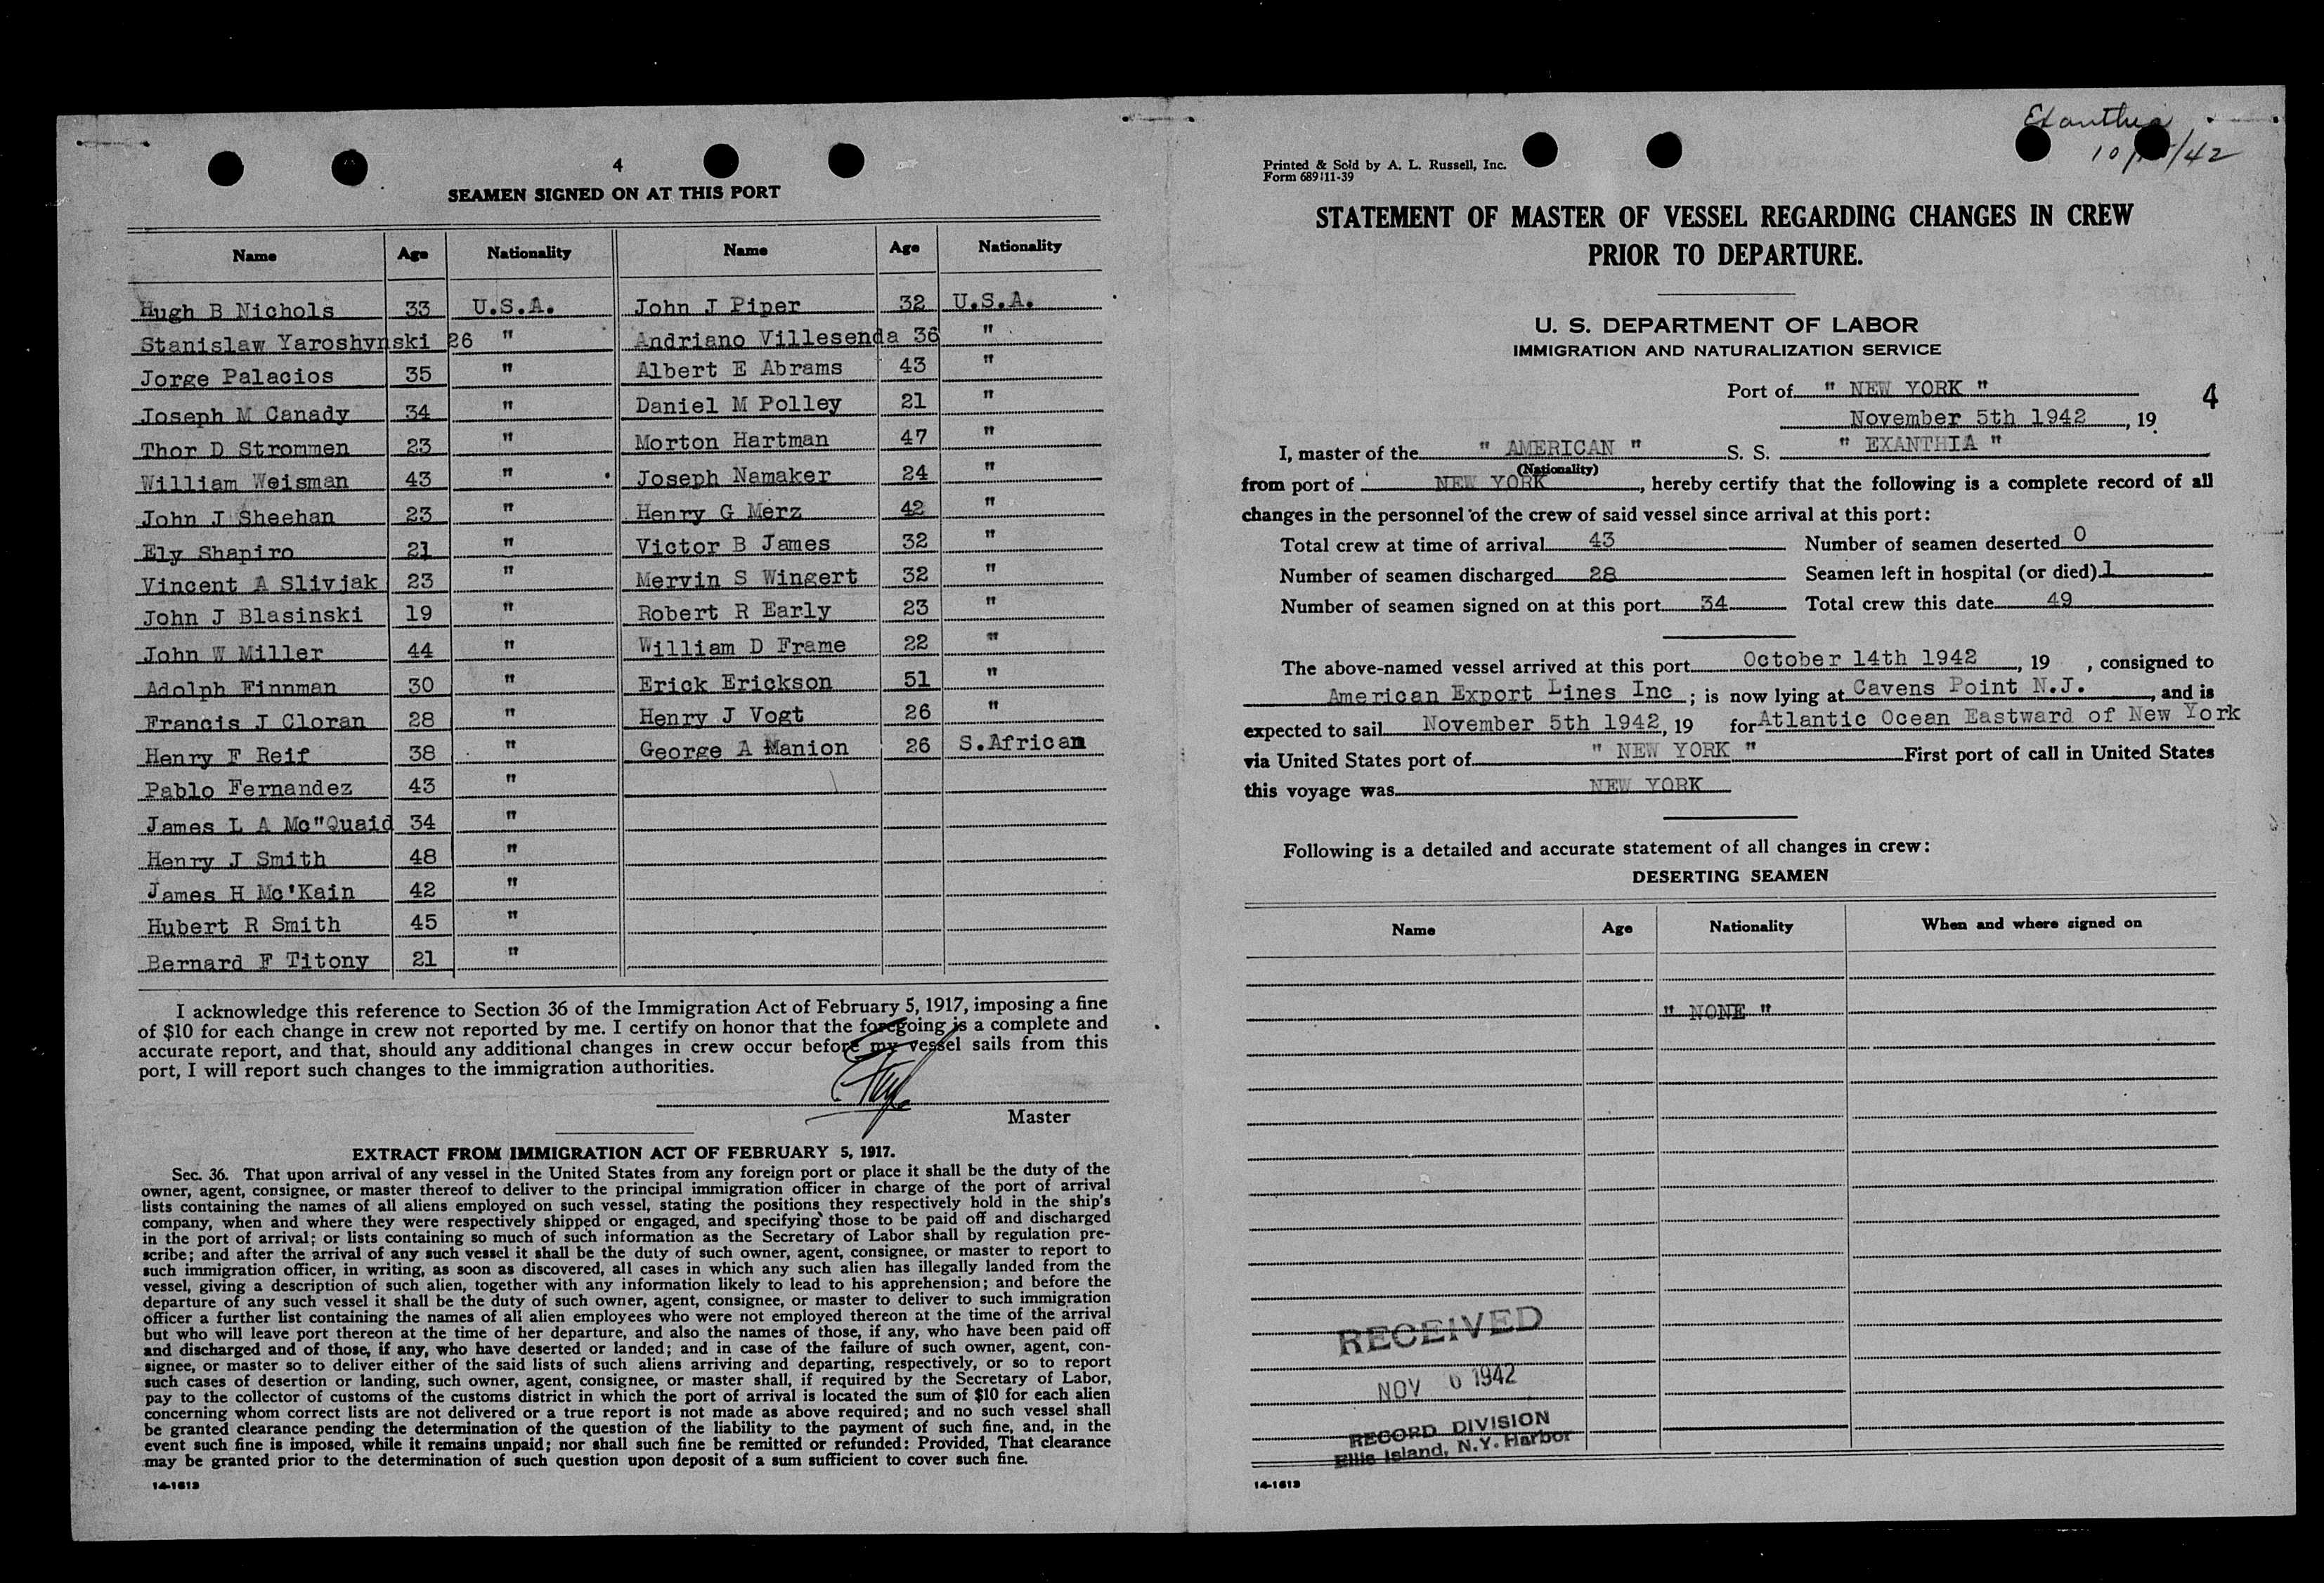 4
SEAMEN SIGNED ON AT THIS PORT
Name Age Nationality Name Age Nationality
Hugh B Nichols 33 U.S.A. John J Piper 32 U.S.A.
Stanislaw Yaroshynski 26 " Andriano Villesenda 36 "
Jorge Palacios 35 " Albert E Abrams 43 "
Joseph M Canady 34 " Daniel M Polley 21 "
Thor D Strommen 23 " Morton Hartman 47 "
William Weisman 43 " Joseph Namaker 24 "
John J Sheehan 23 " Henry G Merz 42 "
Ely Shapiro 21 " Victor B James 32 "
Vincent A Slivjak 23 " Mervin S Wingert 32 "
John J Blasinski 19 " Robert R Early 23 "
John W Miller 44 " William D Frame 22 "
Adolph Finnman 30 " Erick Erickson 51 "
Francis J Cloran 28 " Henry J Vogt 26 "
Henry F Reif 38 " George A Manion 26 S.African
Pablo Fernandez 43 "
James L A Mc"Quaid 34 "
Henry J Smith 48 "
James H Mc'Kain 42 "
Hubert R Smith 45 "
Bernard F Titony 21 "
I acknowledge this reference to Section 36 of the Immigration Act of February 5, 1917, imposing a fine
of $10 for each change in crew not reported by me. I certify on honor that the foregoing is a complete and
accurate report, and that, should any additional changes in crew occur before my vessel sails from this
port, I will report such changes to the immigration authorities.
Master
EXTRACT FROM IMMIGRATION ACT OF FEBRUARY 5, 1917.
Sec. 36. That upon arrival of any vessel in the United States from any foreign port or place it shall be the duty of the
owner, agent, consignee, or master thereof to deliver to the principal immigration officer in charge of the port of arrival
lists containing the names of all aliens employed on such vessel, stating the positions they respectively hold in the ship's
company, when and where they were respectively shipped or engaged, and specifying those to be paid off and discharged
in the port of arrival; or lists containing so much of such information as the Secretary of Labor shall by regulation pre-
scribe; and after the arrival of any such vessel it shall be the duty of such owner, agent, consignee, or master to report to
such immigration officer, in writing, as soon as discovered, all cases in which any such alien has illegally landed from the
vessel, giving a description of such alien, together with any information likely to lead to his apprehension; and before the
departure of any such vessel it shall be the duty of such owner, agent, consignee, or master to deliver to such immigration
officer a further list containing the names of all alien employees who were not employed thereon at the time of the arrival
but who will leave port thereon at the time of her departure, and also the names of those, if any, who have been paid off
and discharged and of those, if any, who have deserted or landed; and in case of the failure of such owner, agent, con-
signee, or master so to deliver either of the said lists of such aliens arriving and departing, respectively, or so to report
such cases of desertion or landing, such owner, agent, consignee, or master shall, if required by the Secretary of Labor,
pay to the collector of customs of the customs district in which the port of arrival is located the sum of $10 for each alien
concerning whom correct lists are not delivered or a true report is not made as above required; and no such vessel shall
be granted clearance pending the determination of the question of the liability to the payment of such fine, and, in the
event such fine is imposed, while it remains unpaid; nor shall such fine be remitted or refunded: Provided, That clearance
may be granted prior to the determination of such question upon deposit of a sum sufficient to cover such fine.
14-1613
Exanthia
/42
Printed & Sold by A. L. Russell, Inc.
Form 689 11-39
STATEMENT OF MASTER OF VESSEL REGARDING CHANGES IN CREW
PRIOR TO DEPARTURE.
U. S. DEPARTMENT OF LABOR
IMMIGRATION AND NATURALIZATION SERVICE
Port of " NEW YORK "
4
November 5th 1942, 19
I, master of the " AMERICAN " S. S. " EXANTHIA "
(Nationality)
from port of NEW YORK, hereby certify that the following is a complete record of all
changes in the personnel of the crew of said vessel since arrival at this port:
Total crew at time of arrival 43 Number of seamen deserted 0
Number of seamen discharged 28 Seamen left in hospital (or died) 1
Number of seamen signed on at this port 34 Total crew this date 49
The above-named vessel arrived at this port October 14th 1942, 19 , consigned to
American Export Lines Inc ; is now lying at Cavens Point N.J. , and is
expected to sail November 5th 1942, 19 for Atlantic Ocean Eastward of New York
via United States port of " NEW YORK " First port of call in United States
this voyage was NEW YORK
Following is a detailed and accurate statement of all changes in crew:
DESERTING SEAMEN
Name Age Nationality When and where signed on
" NONE "
RECEIVED
NOV 6 1942
RECORD DIVISION
Ellis Island, N.Y. Harbor
14-1613